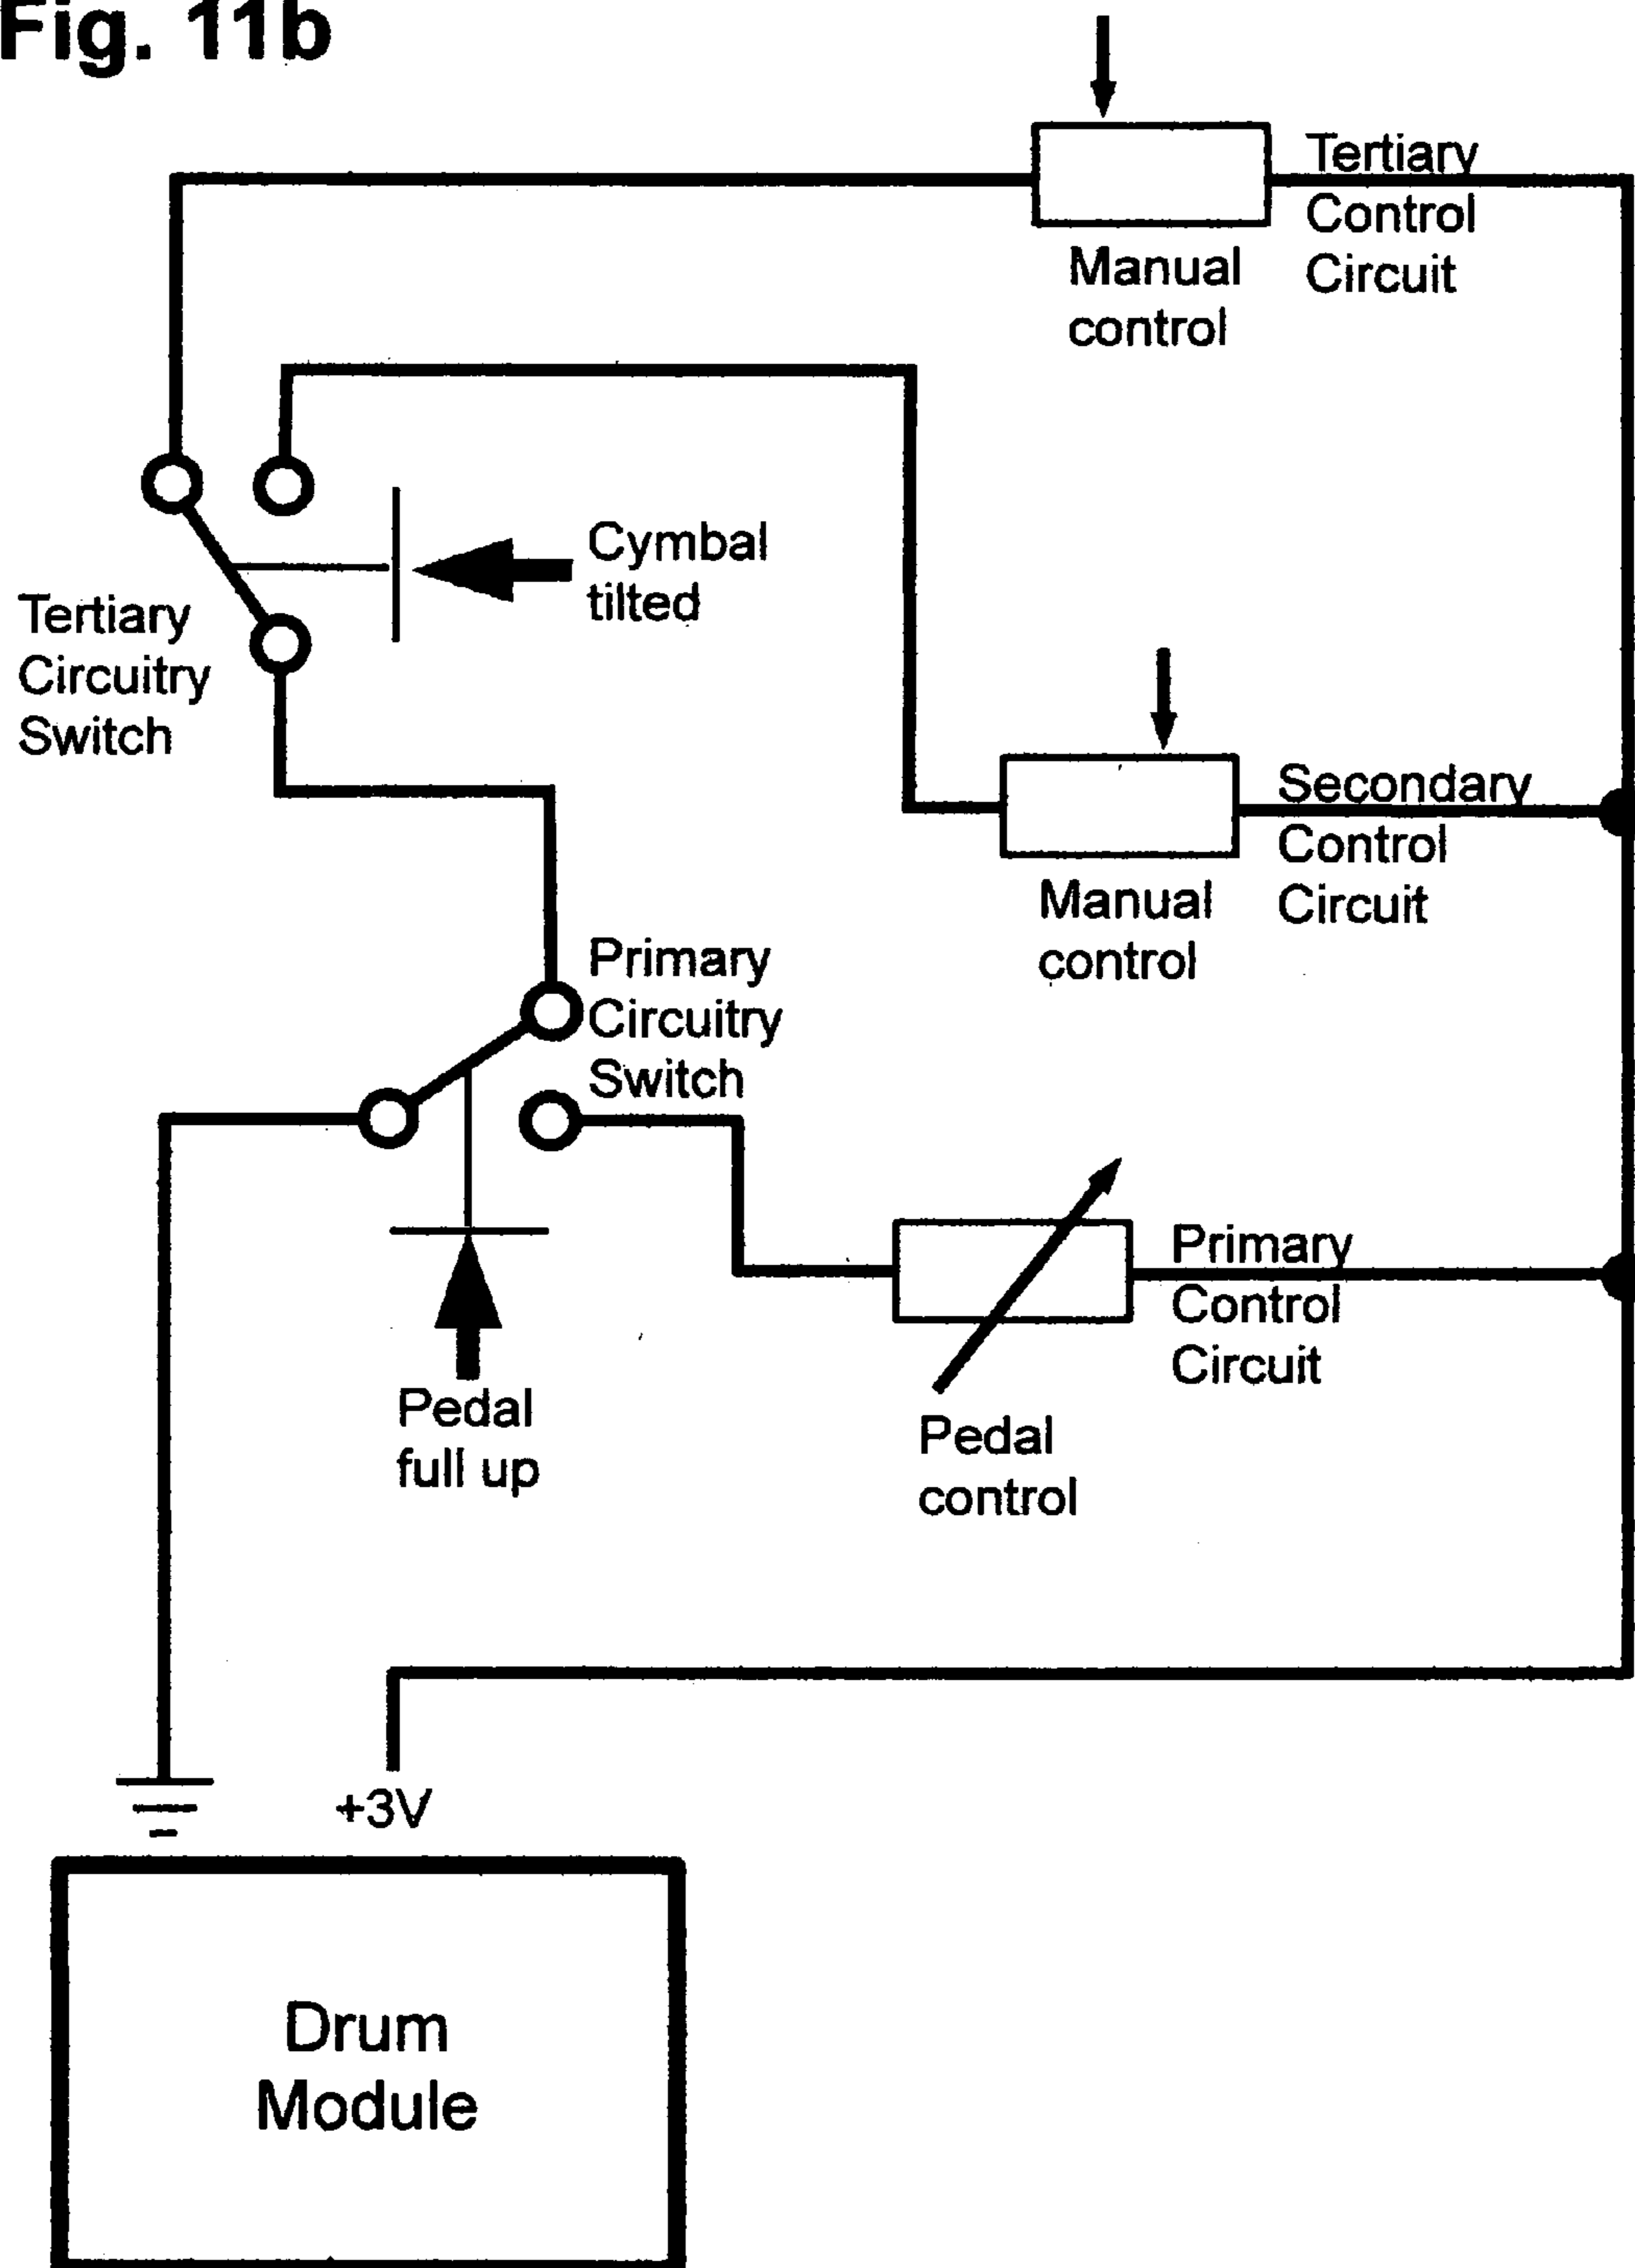 Fig. 11b
Tertiary
Control
Circuit
Manual
control
Cymbal
tilted
Tertiary
Circuitry
Switch
Secondary
Control
Circuit
Manual
control
Primary
Circuitry
Switch
Primary
Control
Circuit
Pedal
full up
Pedal
control
+3V
Drum
Module